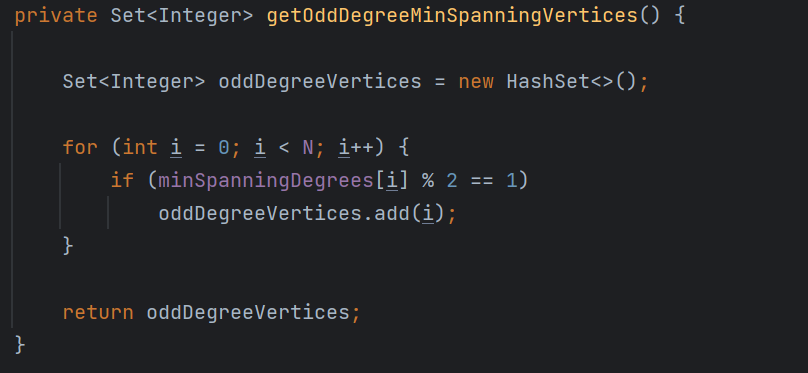 private Set<Integer> getOddDegreeMinSpanningVertices() {
Set<Integer> oddDegreeVertices = new HashSet<>();
for (int i = 0; i < N; i++) {
if (minSpanningDegrees[i] % 2 == 1)
oddDegreeVertices.add(i);
}
return oddDegreeVertices;
}